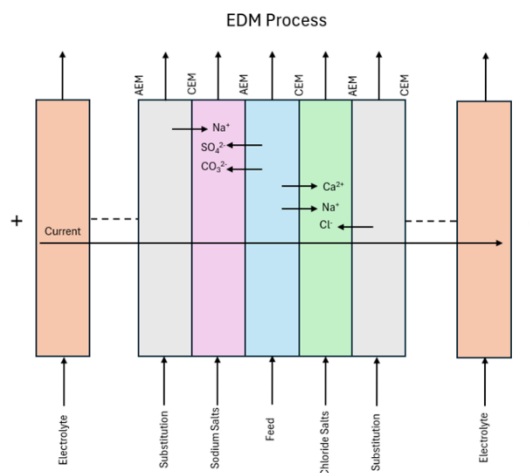 EDM Process
AEM
CEM
AEM
CEM
AEM
CEM
Na⁺
SO₄²⁻
CO₃²⁻
Ca²⁺
Na⁺
Cl⁻
+
Current
Electrolyte
Substitution
Sodium Salts
Feed
Chloride Salts
Substitution
Electrolyte